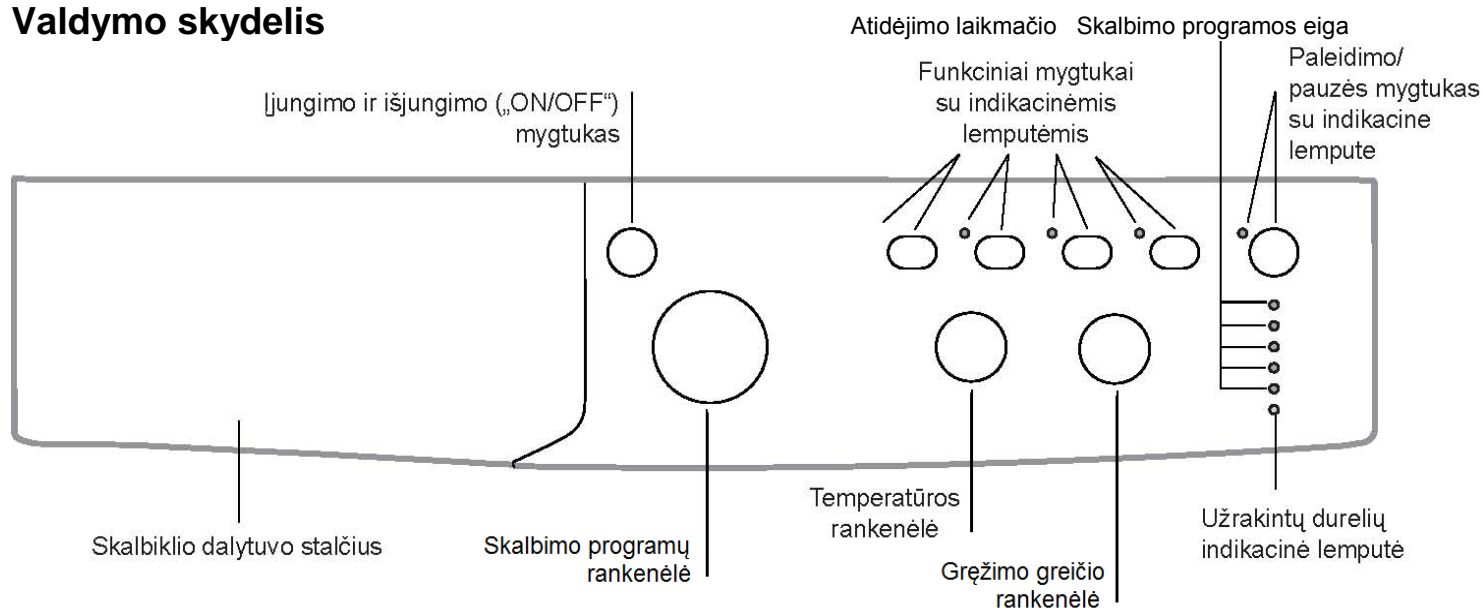 Valdymo skydelis
Atidėjimo laikmačio
Skalbimo programos eiga
Įjungimo ir išjungimo („ON/OFF“)
mygtukas
Funkciniai mygtukai
su indikacinėmis
lemputėmis
Paleidimo/
pauzės mygtukas
su indikacine
lempute
Skalbiklio dalytuvo stalčius
Skalbimo programų
rankenėlė
Temperatūros
rankenėlė
Gręžimo greičio
rankenėlė
Užrakintų durelių
indikacinė lemputė